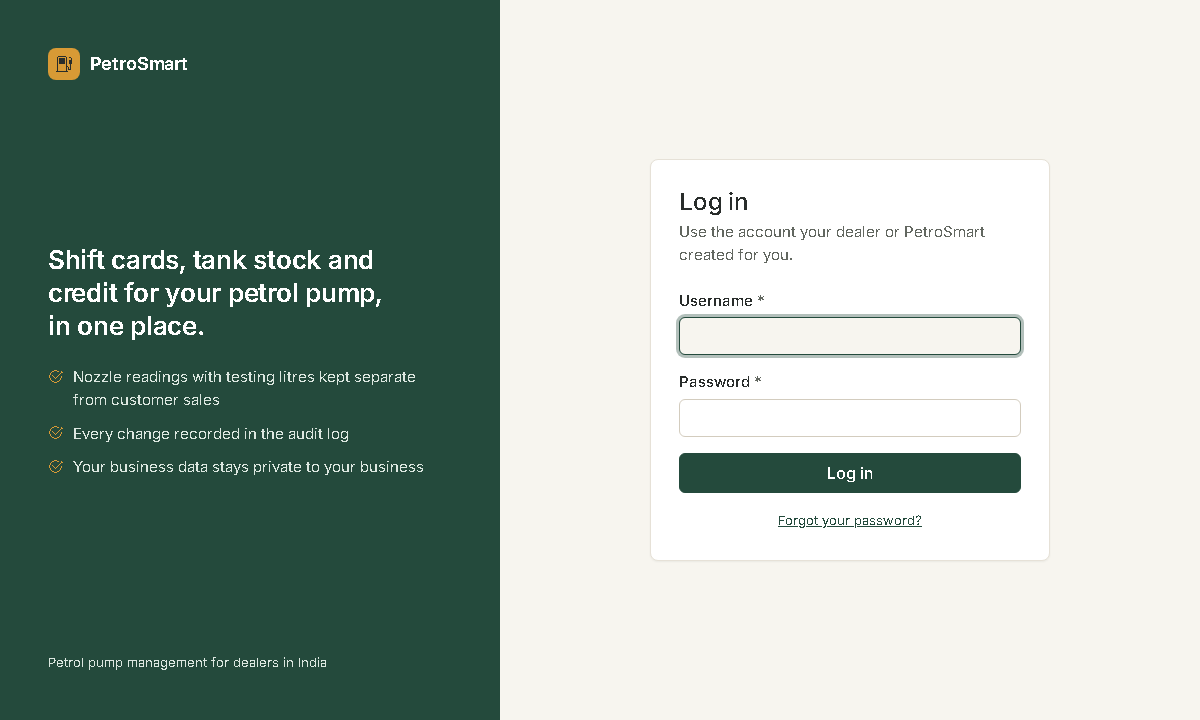 PetroSmart
Shift cards, tank stock and
credit for your petrol pump,
in one place.
Nozzle readings with testing litres kept separate
from customer sales
Every change recorded in the audit log
Your business data stays private to your business
Petrol pump management for dealers in India
Log in
Use the account your dealer or PetroSmart
created for you.
Username *
Password *
Log in
Forgot your password?